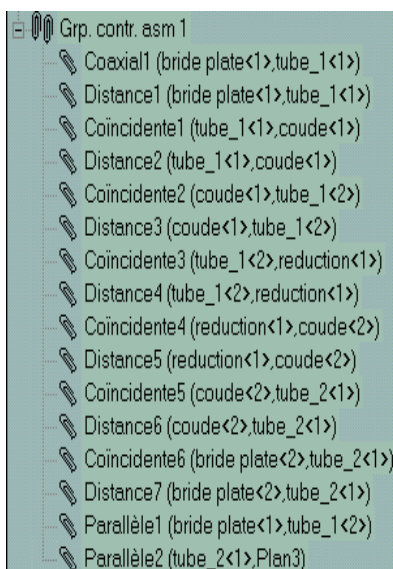 Grp. contr. asm 1
Coaxial1 (bride plate<1>,tube_1<1>)
Distance1 (bride plate<1>,tube_1<1>)
Coïncidente1 (tube_1<1>,coude<1>)
Distance2 (tube_1<1>,coude<1>)
Coïncidente2 (coude<1>,tube_1<2>)
Distance3 (coude<1>,tube_1<2>)
Coïncidente3 (tube_1<2>,reduction<1>)
Distance4 (tube_1<2>,reduction<1>)
Coïncidente4 (reduction<1>,coude<2>)
Distance5 (reduction<1>,coude<2>)
Coïncidente5 (coude<2>,tube_2<1>)
Distance6 (coude<2>,tube_2<1>)
Coïncidente6 (bride plate<2>,tube_2<1>)
Distance7 (bride plate<2>,tube_2<1>)
Parallèle1 (bride plate<1>,tube_1<2>)
Parallèle2 (tube_2<1>,Plan3)